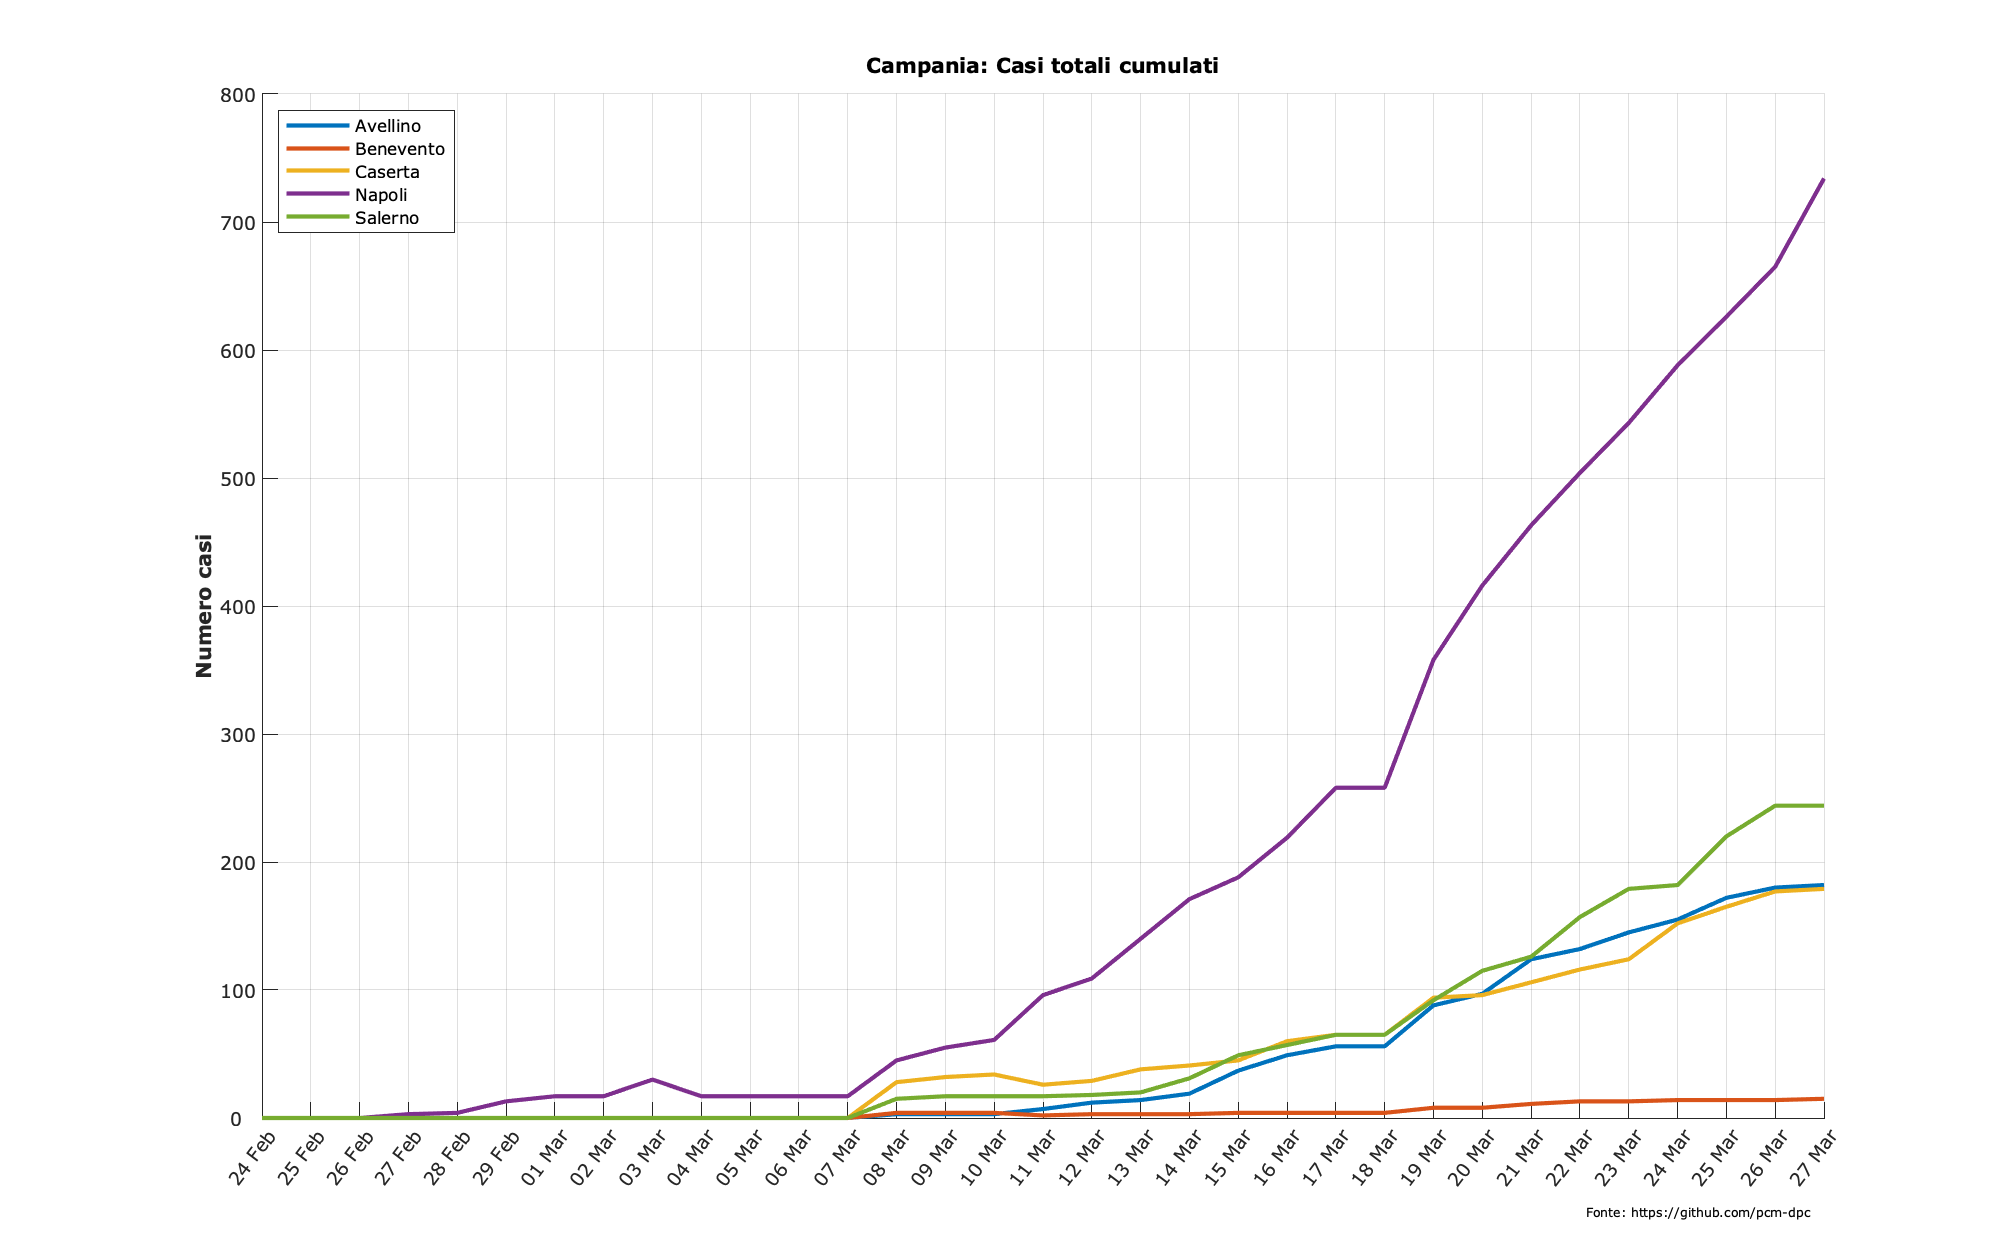 Campania: Casi totali cumulati
800
700
600
500
400
300
200
100
0
Numero casi
Avellino
Benevento
Caserta
Napoli
Salerno
24 Feb
25 Feb
26 Feb
27 Feb
28 Feb
29 Feb
01 Mar
02 Mar
03 Mar
04 Mar
05 Mar
06 Mar
07 Mar
08 Mar
09 Mar
10 Mar
11 Mar
12 Mar
13 Mar
14 Mar
15 Mar
16 Mar
17 Mar
18 Mar
19 Mar
20 Mar
21 Mar
22 Mar
23 Mar
24 Mar
25 Mar
26 Mar
27 Mar
Fonte: https://github.com/pcm-dpc